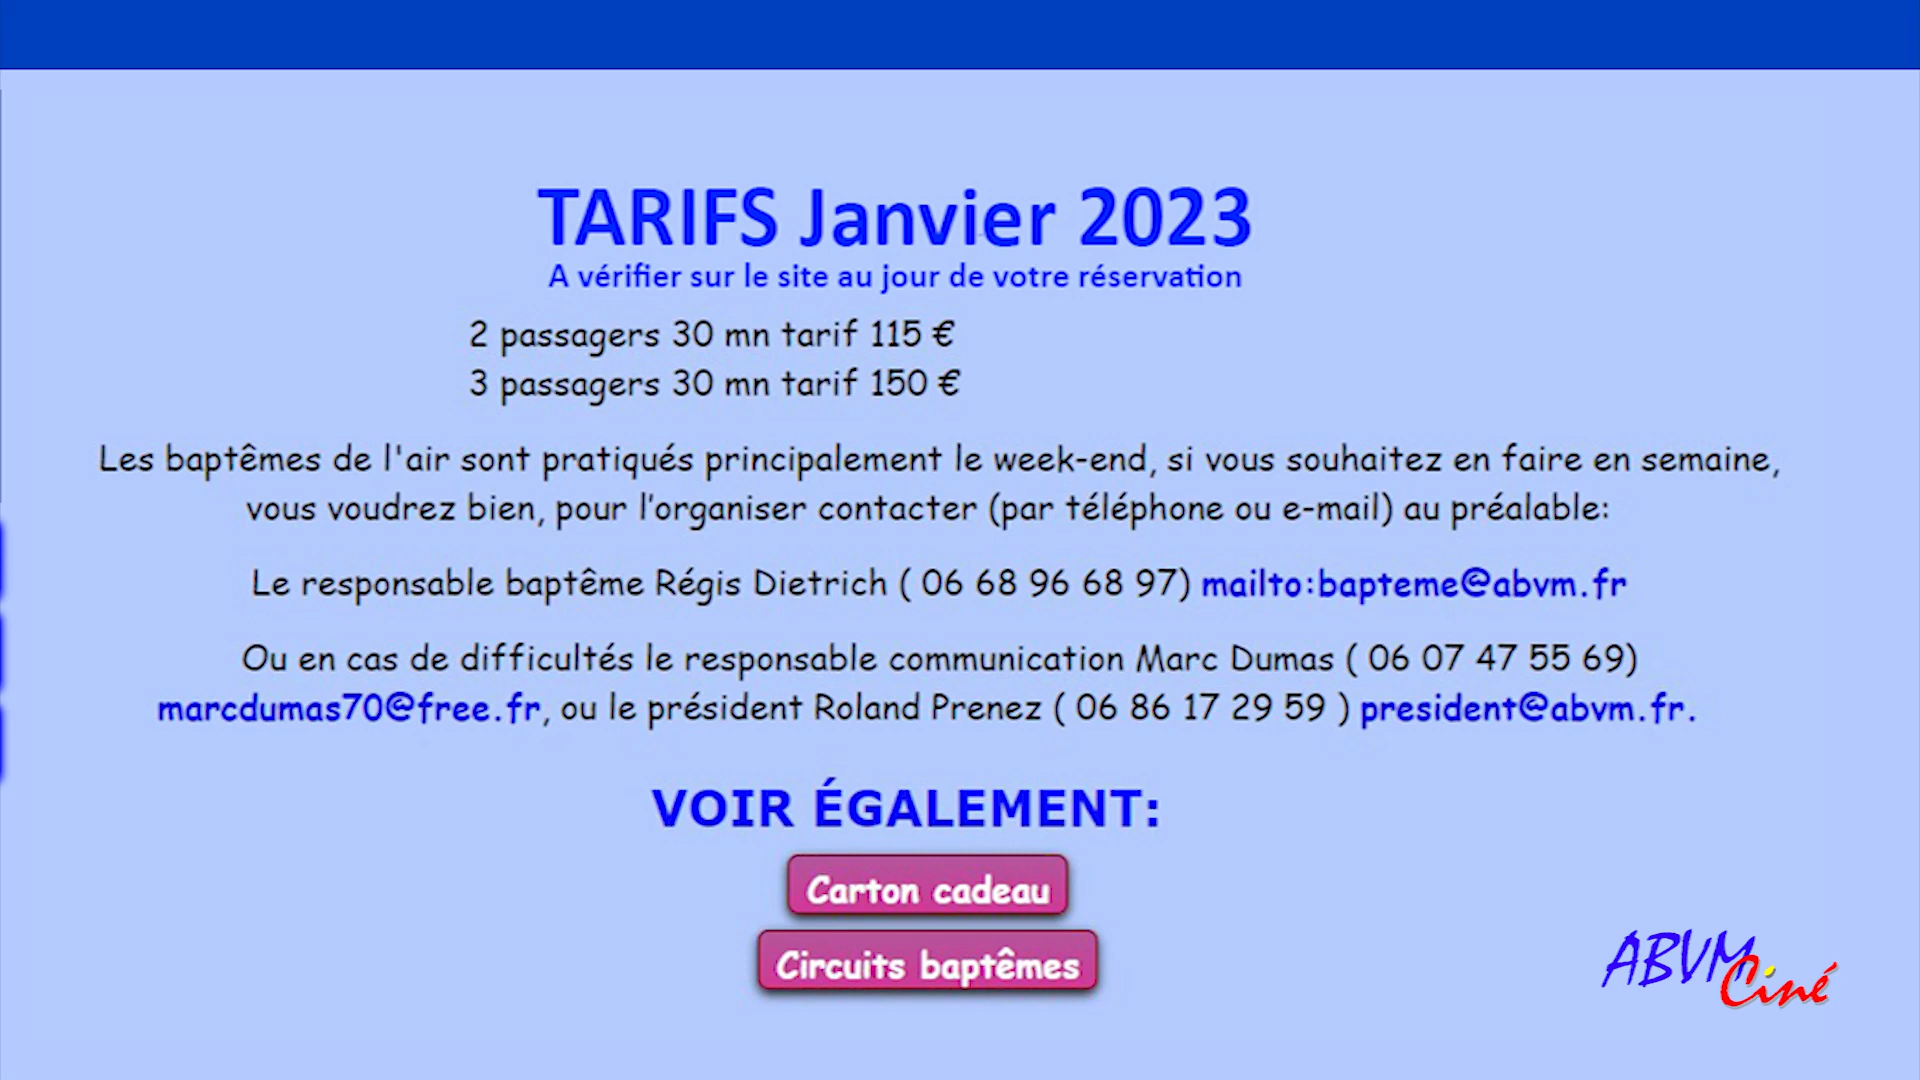 TARIFS Janvier 2023
A vérifier sur le site au jour de votre réservation
2 passagers 30 mn tarif 115 €
3 passagers 30 mn tarif 150 €
Les baptêmes de l'air sont pratiqués principalement le week-end, si vous souhaitez en faire en semaine,
vous voudrez bien, pour l'organiser contacter (par téléphone ou e-mail) au préalable:
Le responsable baptême Régis Dietrich ( 06 68 96 68 97) mailto:bapteme@abvm.fr
Ou en cas de difficultés le responsable communication Marc Dumas ( 06 07 47 55 69)
marcdumas70@free.fr, ou le président Roland Prenez ( 06 86 17 29 59 ) president@abvm.fr.
VOIR ÉGALEMENT:
Carton cadeau
Circuits baptêmes
ABVM
Ciné